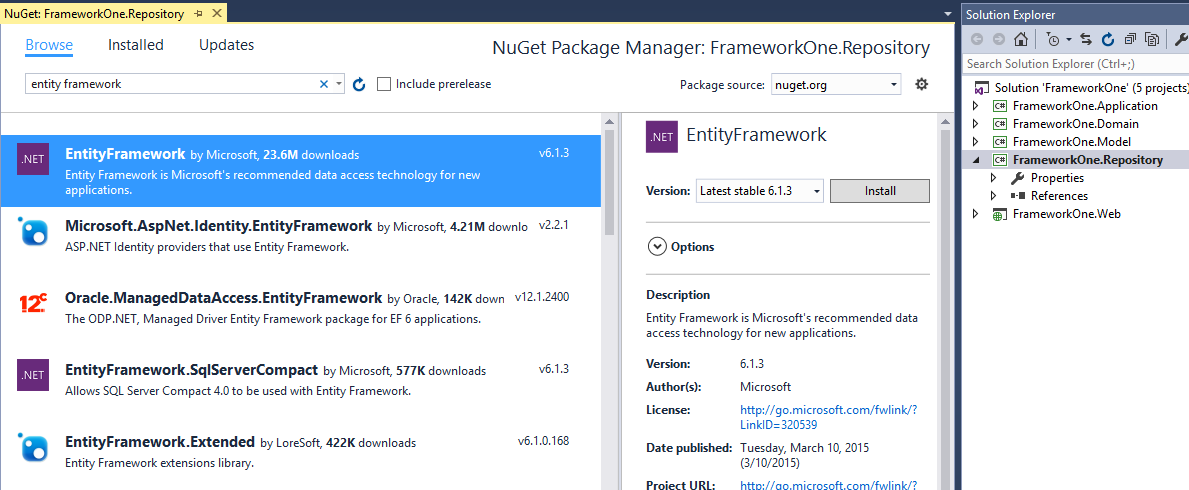 NuGet: FrameworkOne.Repository
Browse Installed Updates
NuGet Package Manager: FrameworkOne.Repository
entity framework
Include prerelease
Package source: nuget.org
.NET
EntityFramework by Microsoft, 23.6M downloads v6.1.3
Entity Framework is Microsoft's recommended data access technology for new
applications.
Microsoft.AspNet.Identity.EntityFramework by Microsoft, 4.21M downlo v2.2.1
ASP.NET Identity providers that use Entity Framework.
12c
Oracle.ManagedDataAccess.EntityFramework by Oracle, 142K down v12.1.2400
The ODP.NET, Managed Driver Entity Framework package for EF 6 applications.
.NET
EntityFramework.SqlServerCompact by Microsoft, 577K downloads v6.1.3
Allows SQL Server Compact 4.0 to be used with Entity Framework.
EntityFramework.Extended by LoreSoft, 422K downloads v6.1.0.168
Entity Framework extensions library.
.NET
EntityFramework
Version: Latest stable 6.1.3 Install
Options
Description
Entity Framework is Microsoft's recommended data
access technology for new applications.
Version: 6.1.3
Author(s): Microsoft
License: http://go.microsoft.com/fwlink/?
LinkID=320539
Date published: Tuesday, March 10, 2015
(3/10/2015)
Project URL: http://go.microsoft.com/fwlink/?
Solution Explorer
Search Solution Explorer (Ctrl+;)
Solution 'FrameworkOne' (5 projects)
C# FrameworkOne.Application
C# FrameworkOne.Domain
C# FrameworkOne.Model
C# FrameworkOne.Repository
Properties
References
FrameworkOne.Web